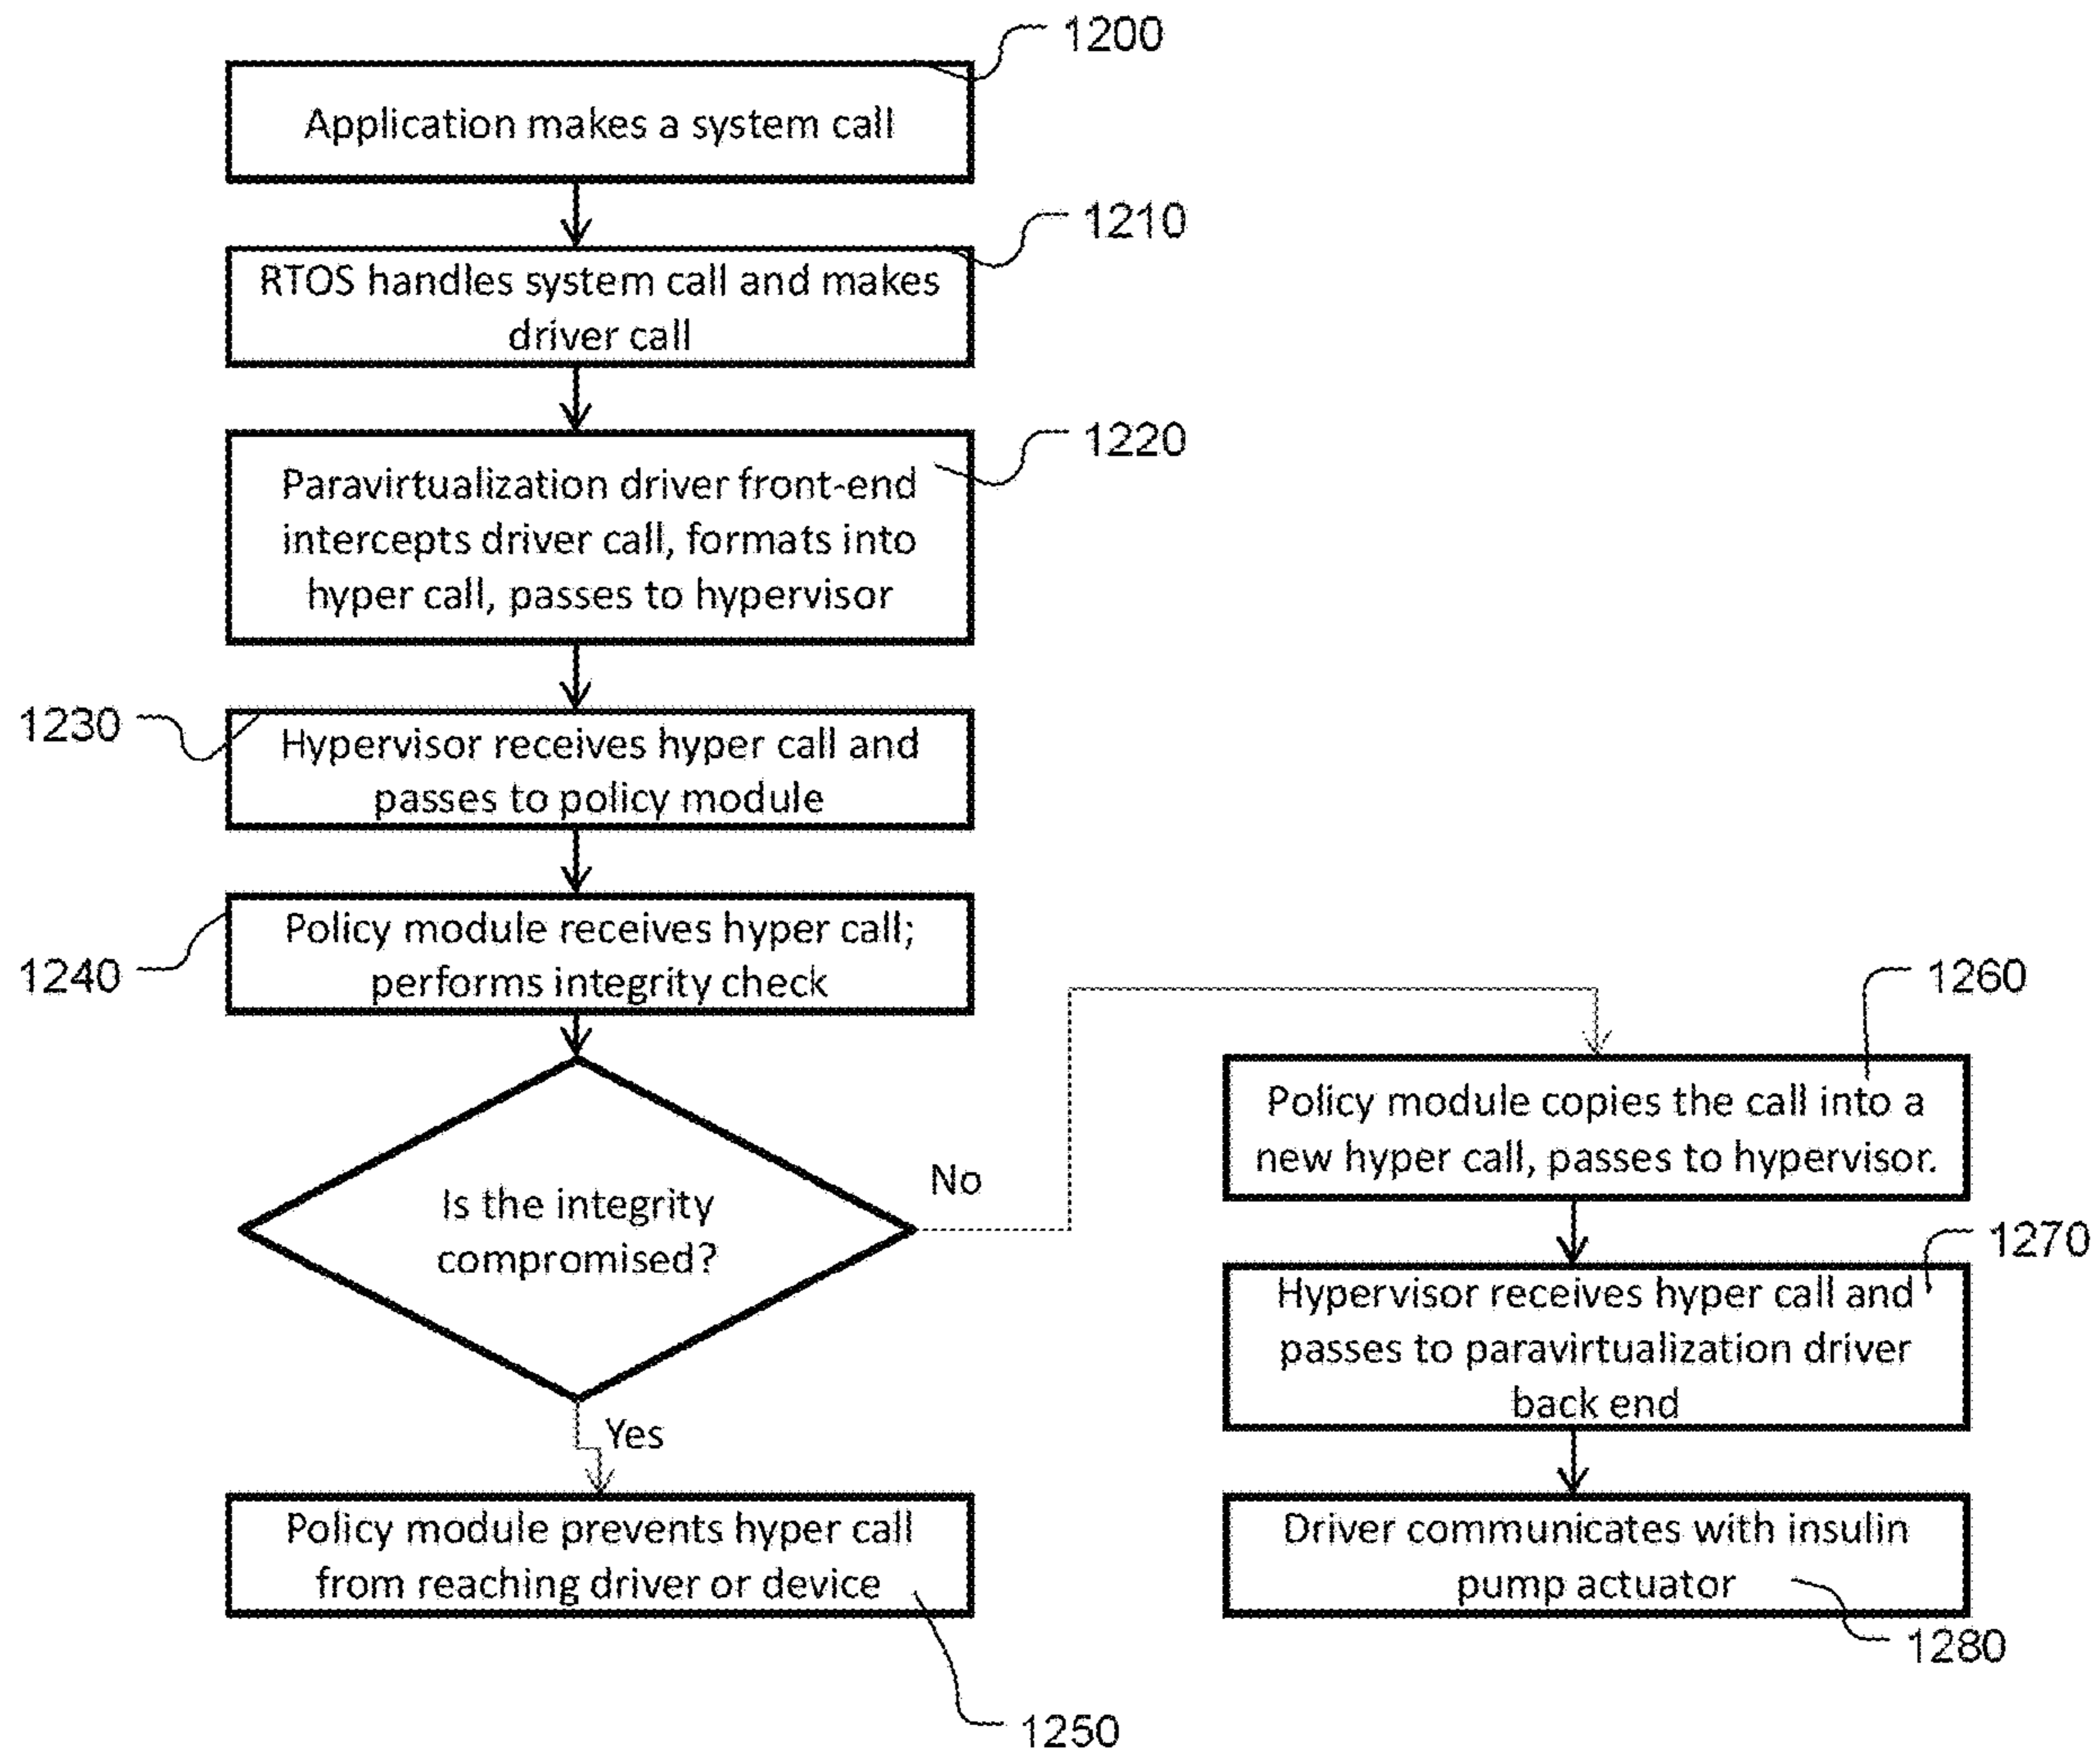 1200
Application makes a system call
1210
RTOS handles system call and makes
driver call
1220
Paravirtualization driver front-end
intercepts driver call, formats into
hyper call, passes to hypervisor
1230
Hypervisor receives hyper call and
passes to policy module
1240
Policy module receives hyper call;
performs integrity check
Is the integrity
compromised?
No
Yes
Policy module prevents hyper call
from reaching driver or device
1250
1260
Policy module copies the call into a
new hyper call, passes to hypervisor.
1270
Hypervisor receives hyper call and
passes to paravirtualization driver
back end
Driver communicates with insulin
pump actuator
1280